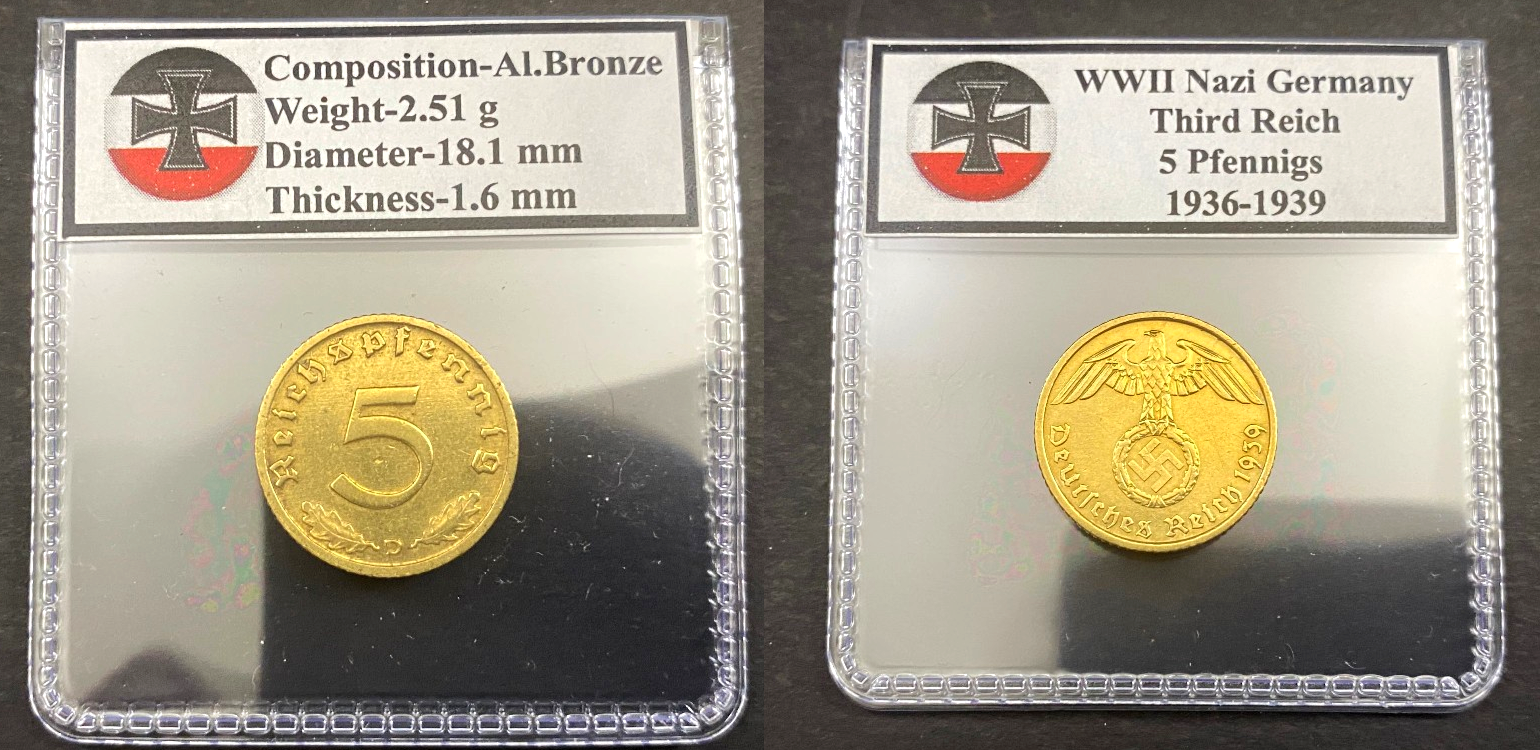 Composition-Al.Bronze
Weight-2.51 g
Diameter-18.1 mm
Thickness-1.6 mm
Reichspfennig
5
D
WWII Nazi Germany
Third Reich
5 Pfennigs
1936-1939
Deutsches Reich 1939